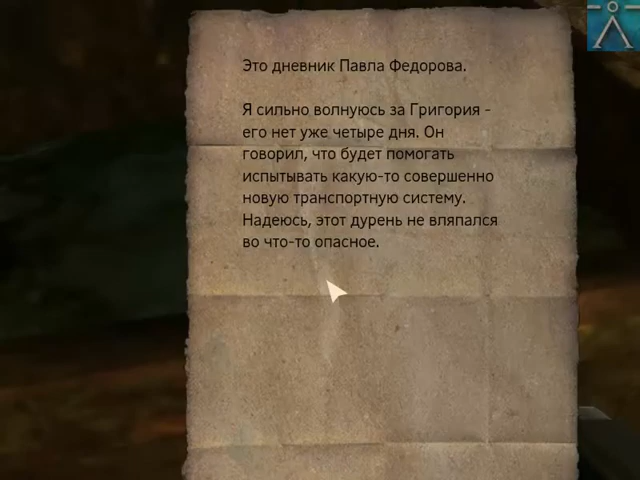 Это дневник Павла Федорова.
Я сильно волнуюсь за Григория -
его нет уже четыре дня. Он
говорил, что будет помогать
испытывать какую-то совершенно
новую транспортную систему.
Надеюсь, этот дурень не вляпался
во что-то опасное.